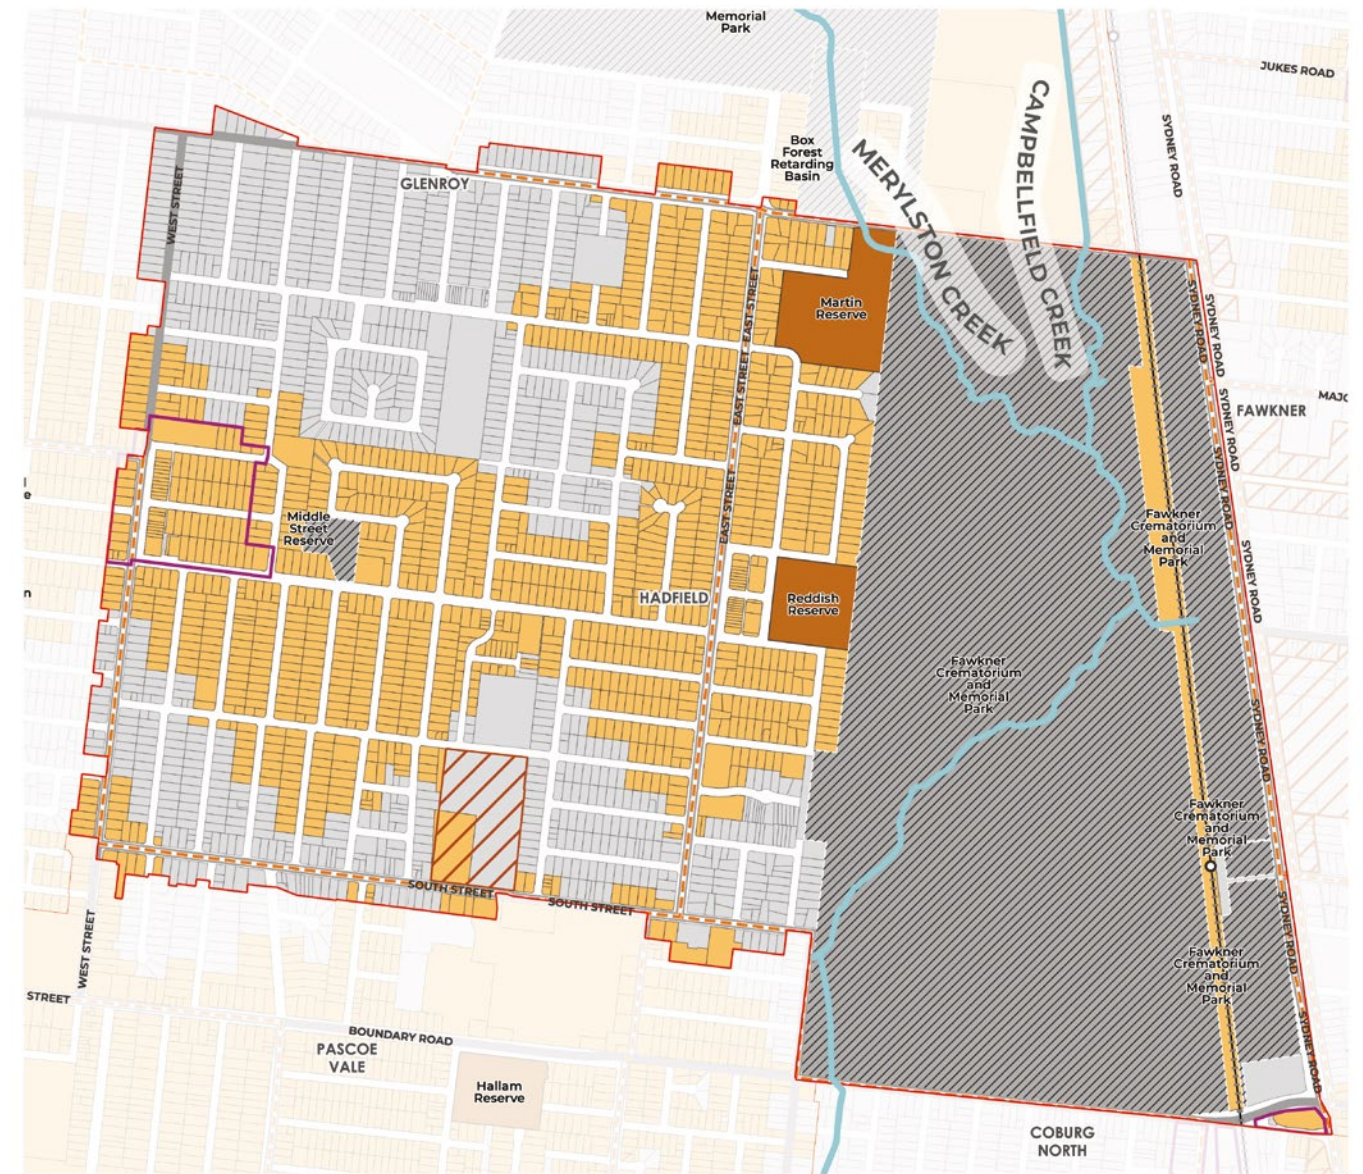 Memorial
Park
JUKES ROAD
SYDNEY ROAD
CAMPBELLFIELD CREEK
Box
Forest
Retarding
Basin
MERYLSTON CREEK
GLENROY
WEST STREET
EAST STREET
EAST STREET
Martin
Reserve
SYDNEY ROAD
SYDNEY ROAD
SYDNEY ROAD
SYDNEY ROAD
FAWKNER
EAST STREET
Middle
Street
Reserve
Fawkner
Crematorium
and
Memorial
Park
SYDNEY ROAD
HADFIELD
Reddish
Reserve
Fawkner
Crematorium
and
Memorial
Park
SYDNEY ROAD
Fawkner
Crematorium
and
Memorial
Park
SOUTH STREET
SOUTH STREET
WEST STREET
SYDNEY ROAD
Fawkner
Crematorium
and
Memorial
Park
STREET
BOUNDARY ROAD
SYDNEY ROAD
PASCOE
VALE
Hallam
Reserve
COBURG
NORTH